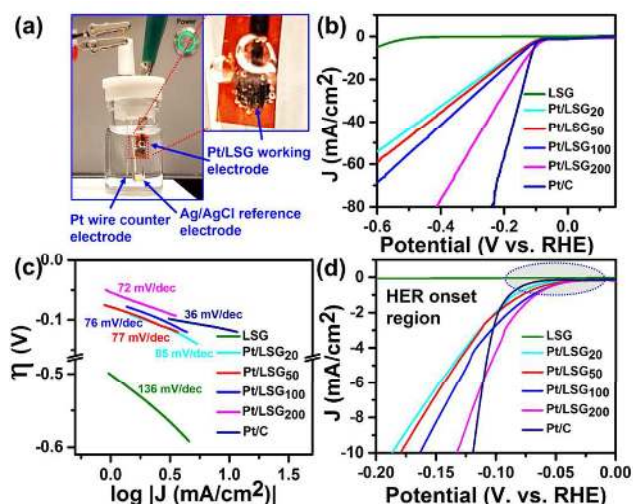 (a)
Power
Pt/LSG working
electrode
Ag/AgCl reference
electrode
Pt wire counter
electrode
(b)
J (mA/cm2)
0
-20
-40
-60
-80
-0.6
-0.4
-0.2
0.0
Potential (V vs. RHE)
LSG
Pt/LSG20
Pt/LSG50
Pt/LSG100
Pt/LSG200
Pt/C
(c)
η (V)
0.0
-0.1
-0.5
-0.6
72 mV/dec
36 mV/dec
76 mV/dec
77 mV/dec
85 mV/dec
136 mV/dec
LSG
Pt/LSG20
Pt/LSG50
Pt/LSG100
Pt/LSG200
Pt/C
0.0
0.5
1.0
1.5
log |J (mA/cm2)|
(d)
J (mA/cm2)
2
0
-2
-4
-6
-8
-10
HER onset
region
LSG
Pt/LSG20
Pt/LSG50
Pt/LSG100
Pt/LSG200
Pt/C
-0.20
-0.15
-0.10
-0.05
0.00
Potential (V. vs. RHE)